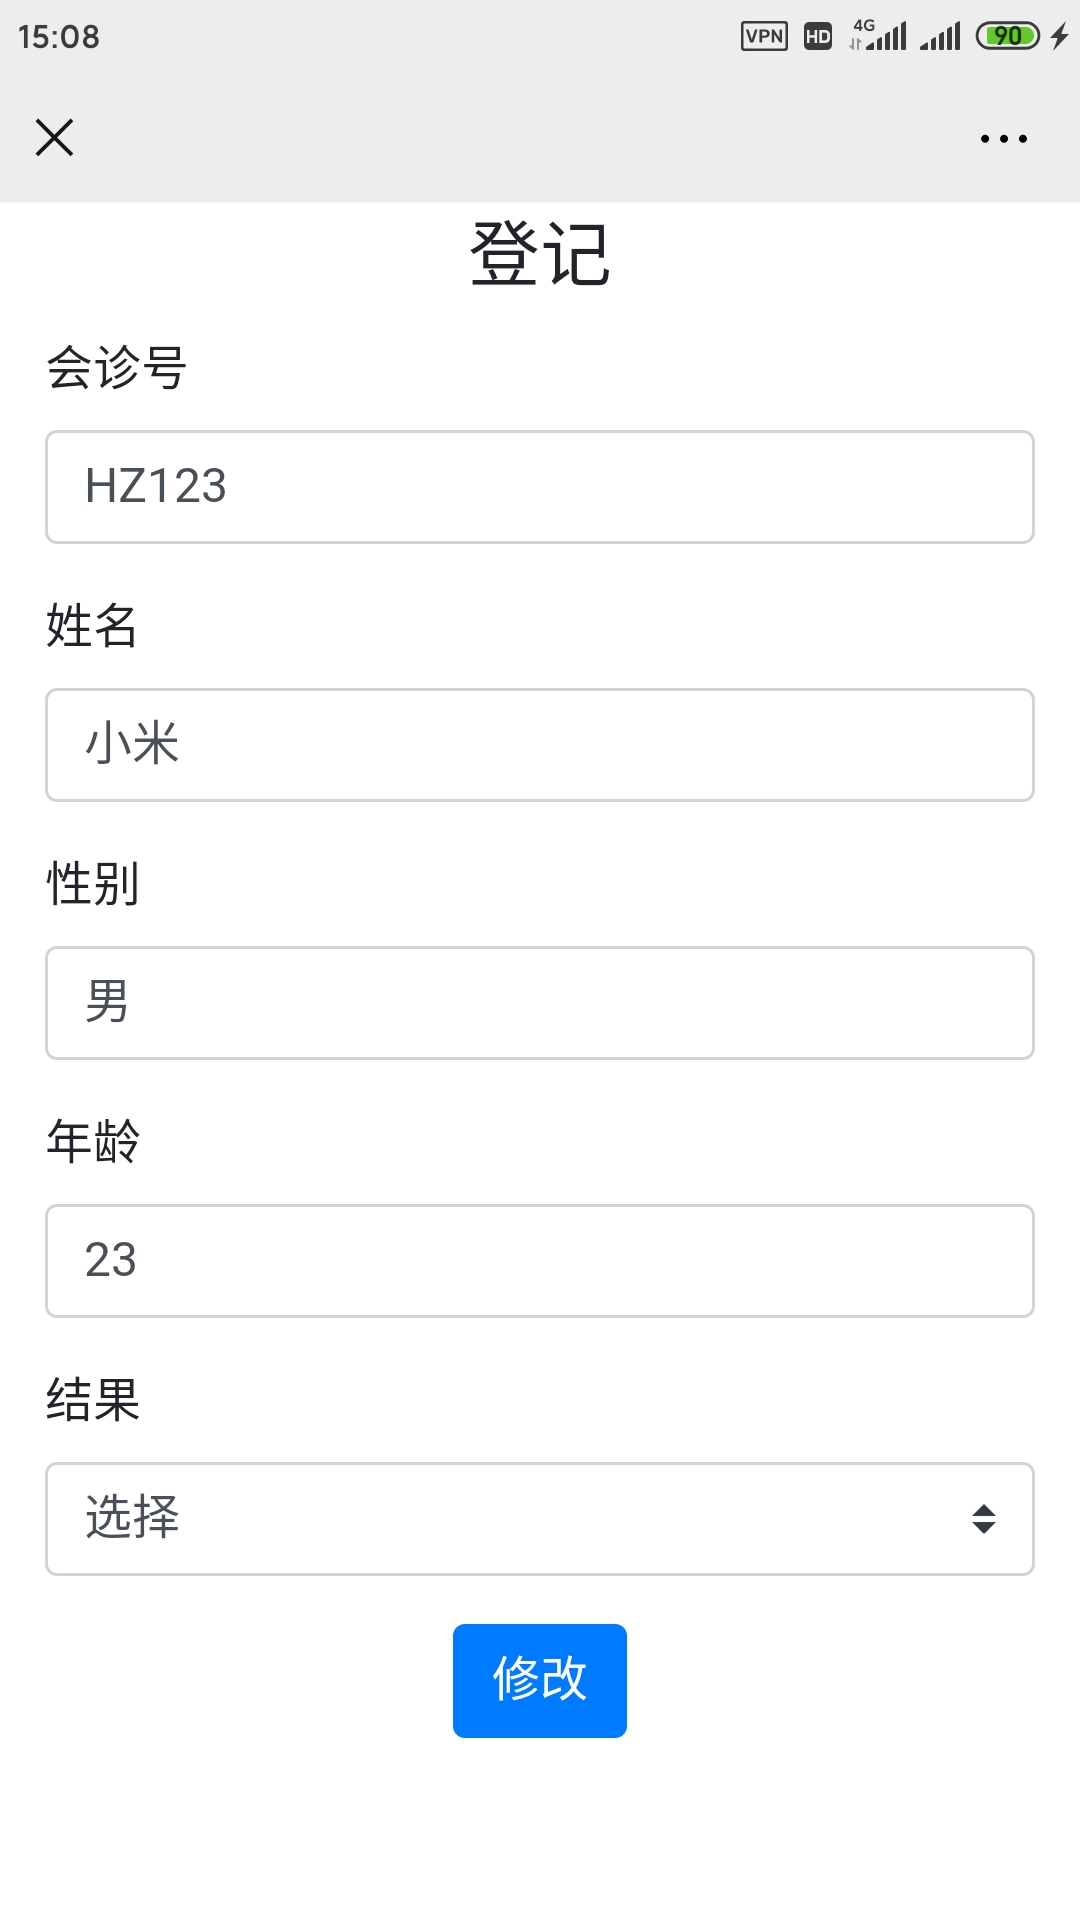 15:08 VPN HD 4G 90
登记
会诊号
HZ123
姓名
小米
性别
男
年龄
23
结果
选择
修改